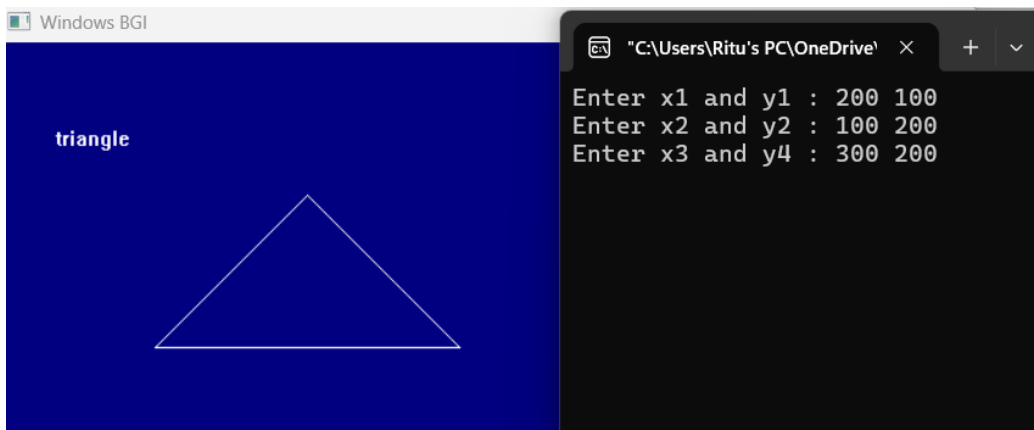 Windows BGI
triangle
"C:\Users\Ritu's PC\OneDrive\
Enter x1 and y1 : 200 100
Enter x2 and y2 : 100 200
Enter x3 and y4 : 300 200